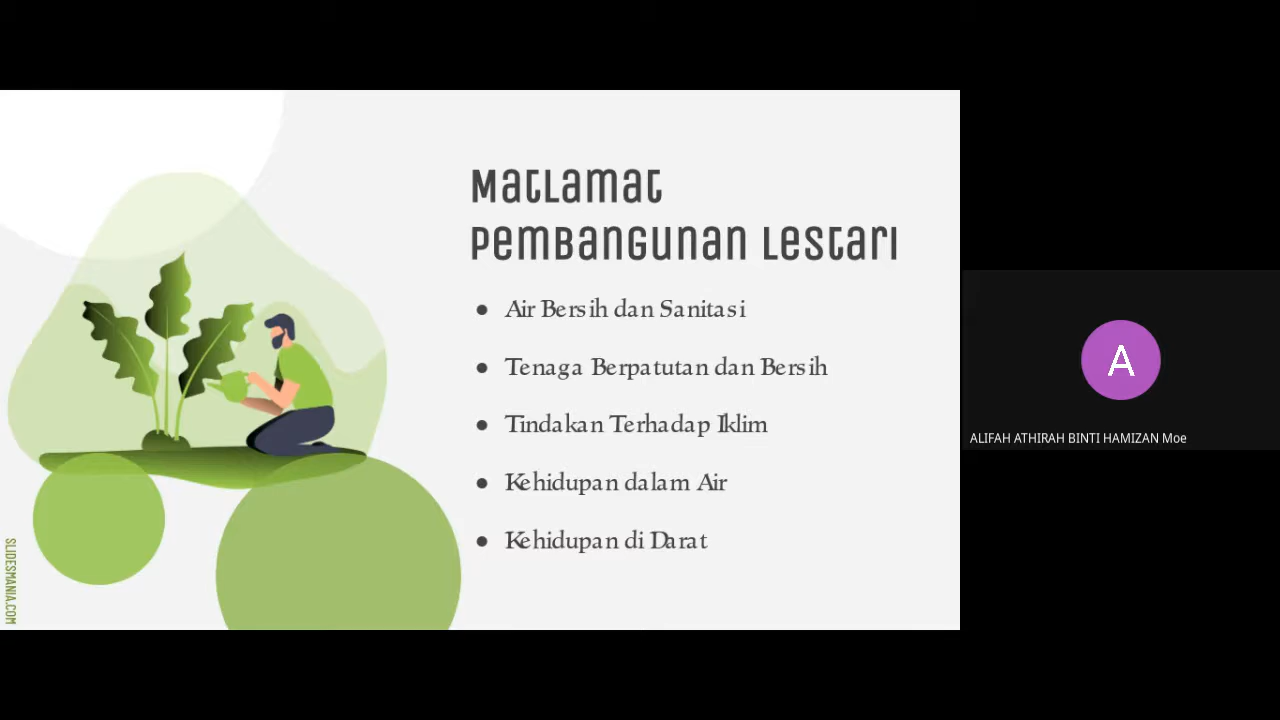 Matlamat
Pembangunan Lestari
Air Bersih dan Sanitasi
Tenaga Berpatutan dan Bersih
Tindakan Terhadap Iklim
Kehidupan dalam Air
Kehidupan di Darat
SLIDESMANIA.COM
A
ALIFAH ATHIRAH BINTI HAMIZAN Moe